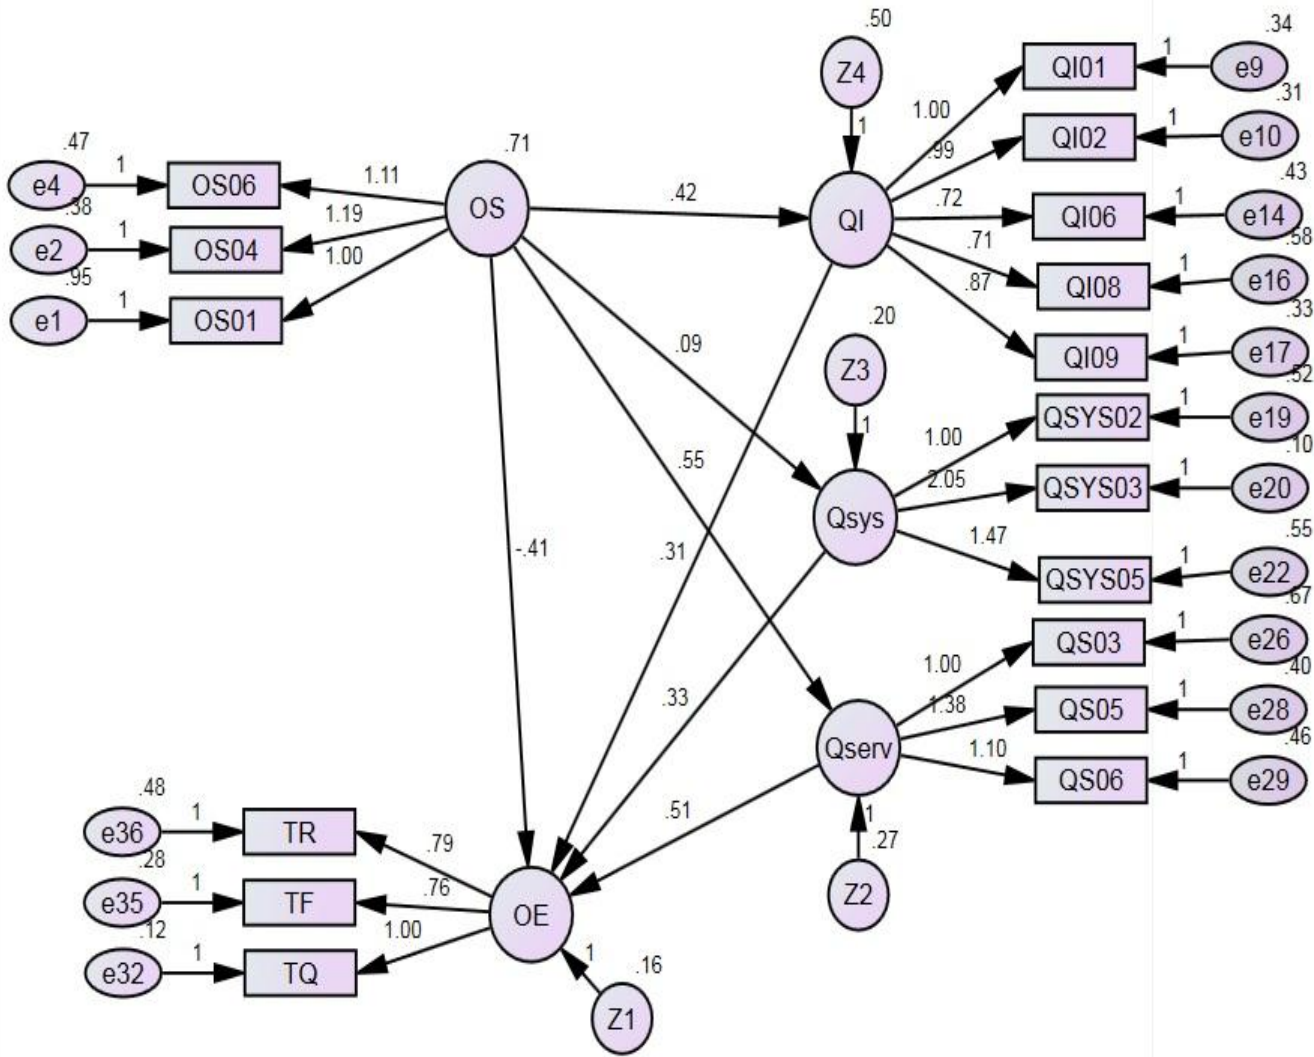 .50
.34
Z4
1
QI01
1
e9
1.00
.31
.99
QI02
1
e10
.47
.71
.43
e4
1
OS06
1.11
OS
.42
QI
.72
QI06
1
e14
.38
1.19
.71
.58
e2
1
OS04
1.00
.87
QI08
1
e16
.95
.33
e1
1
OS01
.20
.09
QI09
1
e17
Z3
.52
1
1.00
QSYS02
1
e19
.55
2.05
.10
Qsys
QSYS03
1
e20
-.41
.31
1.47
.55
QSYS05
1
e22
.67
.33
1.00
QS03
1
e26
.40
1.38
Qserv
QS05
1
e28
1.10
.46
.48
.51
QS06
1
e29
e36
1
TR
.79
1
.27
.28
.76
Z2
e35
1
TF
OE
.12
1.00
e32
1
TQ
1
.16
Z1